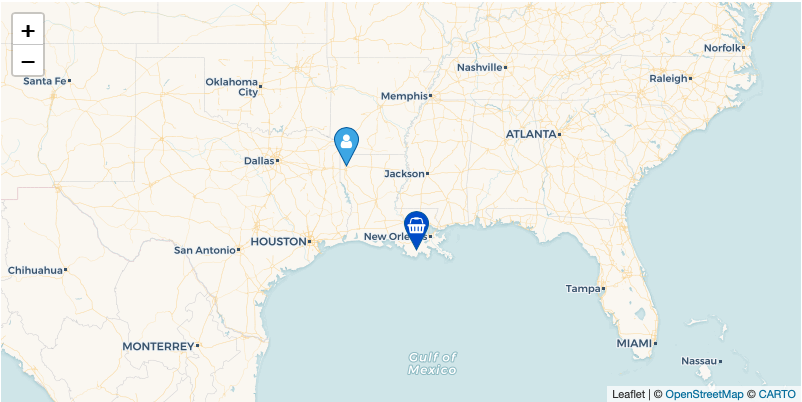 +
−
Norfolk
Nashville
Raleigh
Santa Fe
Oklahoma
City
Memphis
ATLANTA
Dallas
Jackson
New Orleans
HOUSTON
San Antonio
Chihuahua
Tampa
MONTERREY
MIAMI
Gulf of
Mexico
Nassau
Leaflet | © OpenStreetMap © CARTO